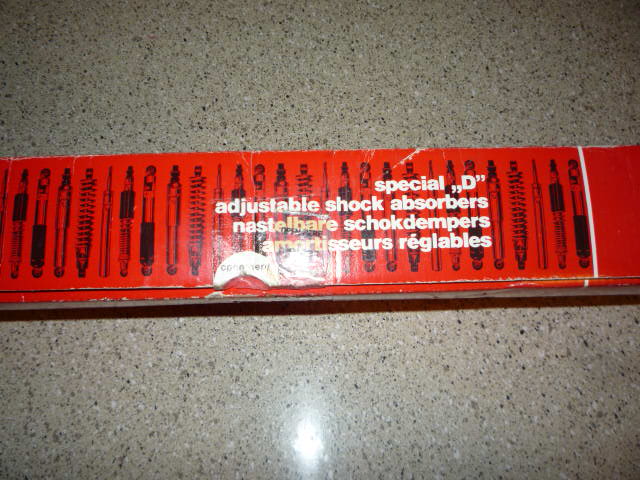 special „D”
adjustable shock absorbers
nastelbare schokdempers
amortisseurs réglables